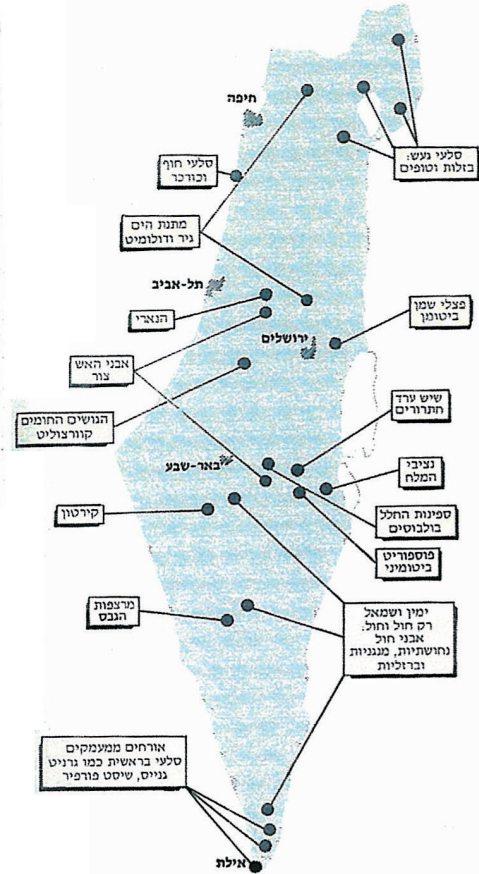 חיפה
סלעי געש:
בזלות וטופים
סלעי חוף
וכורכר
מתנת הים
גיר ודולומיט
תל-אביב
הנארי
פצלי שמן
ביטומן
ירושלים
אבני האש
צור
שיש ערד
חתרורים
הגושים החומים
קוורצוליט
באר-שבע
נציבי
המלח
ספינות החלל
בולבוסים
קירטון
פוספוריט
ביטומיני
מרצפות
הגבס
ימין ושמאל
רק חול וחול.
אבני חול
נחושתיות, מנגניות
וברזליות
אורחים ממעמקים
סלעי בראשית כמו גרניט
גנייס, שיסט פורפיר
אילת